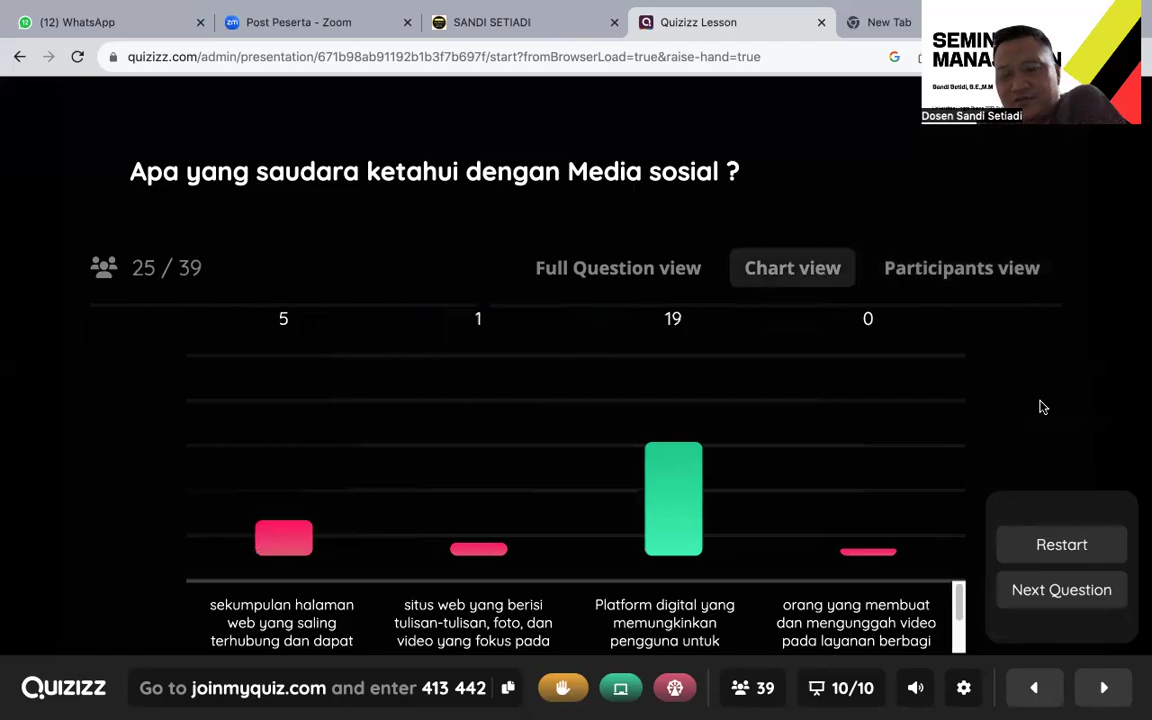 (12) WhatsApp
Post Peserta - Zoom
SANDI SETIADI
Quizizz Lesson
New Tab
quizizz.com/admin/presentation/671b98ab91192b1b3f7b697f/start?fromBrowserLoad=true&raise-hand=true
Dosen Sandi Setiadi
Apa yang saudara ketahui dengan Media sosial ?
25 / 39
Full Question view
Chart view
Participants view
5
1
19
0
sekumpulan halaman
web yang saling
terhubung dan dapat
situs web yang berisi
tulisan-tulisan, foto, dan
video yang fokus pada
Platform digital yang
memungkinkan
pengguna untuk
orang yang membuat
dan mengunggah video
pada layanan berbagi
Restart
Next Question
Quizizz
Go to joinmyquiz.com and enter 413 442
39
10/10